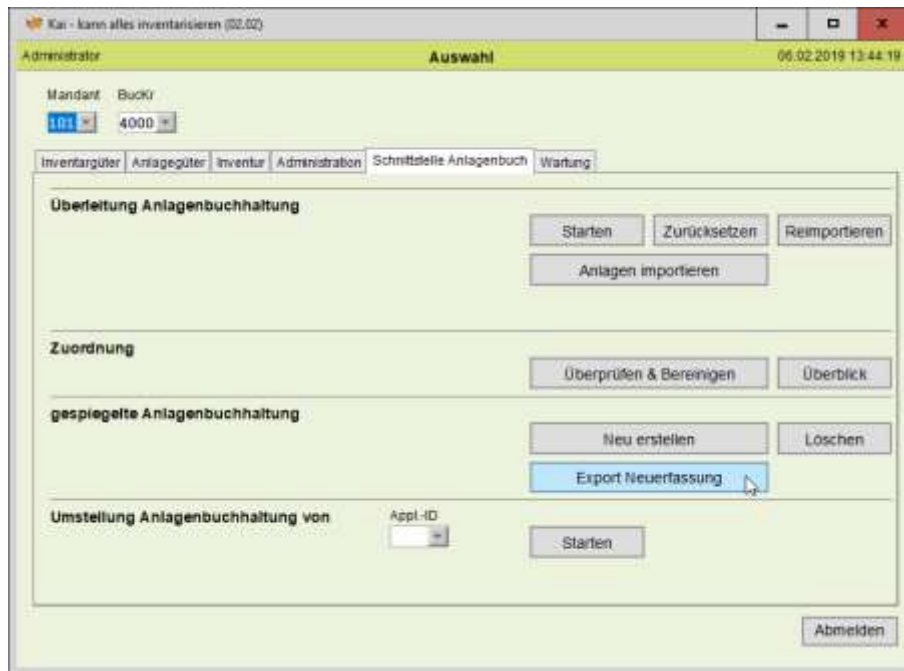 Kai - kann alles inventarisieren (02.02)
Administrator Auswahl 06.02.2019 13:44:19
Mandant BucKr
101 4000
Inventargüter Anlagegüter Inventur Administration Schnittstelle Anlagenbuch Wartung
Überleitung Anlagenbuchhaltung
Starten Zurücksetzen Reimportieren
Anlagen importieren
Zuordnung
Überprüfen & Bereinigen Überblick
gespiegelte Anlagenbuchhaltung
Neu erstellen Löschen
Export Neuerfassung
Umstellung Anlagenbuchhaltung von Appl.-ID
Starten
Abmelden